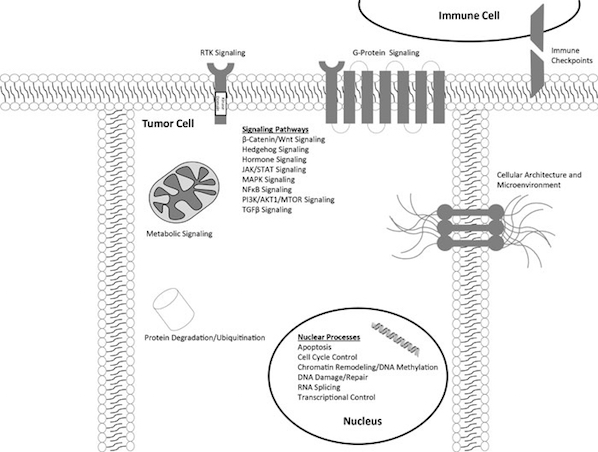 Immune Cell
RTK Signaling
G-Protein Signaling
Immune
Checkpoints
Tumor Cell
Signaling Pathways
β-Catenin/Wnt Signaling
Hedgehog Signaling
Hormone Signaling
JAK/STAT Signaling
MAPK Signaling
NFκB Signaling
PI3K/AKT1/MTOR Signaling
TGFβ Signaling
Cellular Architecture and
Microenvironment
Metabolic Signaling
Protein Degradation/Ubiquitination
Nuclear Processes
Apoptosis
Cell Cycle Control
Chromatin Remodeling/DNA Methylation
DNA Damage/Repair
RNA Splicing
Transcriptional Control
Nucleus